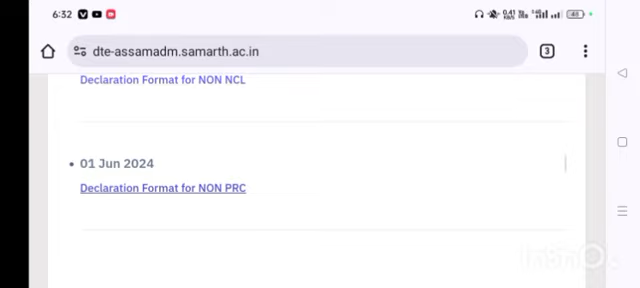 6:32
dte-assamadm.samarth.ac.in
3
Declaration Format for NON NCL
• 01 Jun 2024
Declaration Format for NON PRC